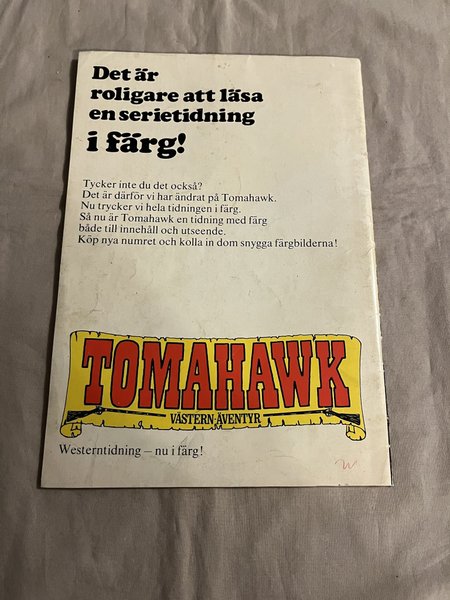 Det är
roligare att läsa
en serietidning
i färg!
Tycker inte du det också?
Det är därför vi har ändrat på Tomahawk.
Nu trycker vi hela tidningen i färg.
Så nu är Tomahawk en tidning med färg
både till innehåll och utseende.
Köp nya numret och kolla in dom snygga färgbilderna!
TOMAHAWK
VÄSTERN-ÄVENTYR
Westerntidning – nu i färg!